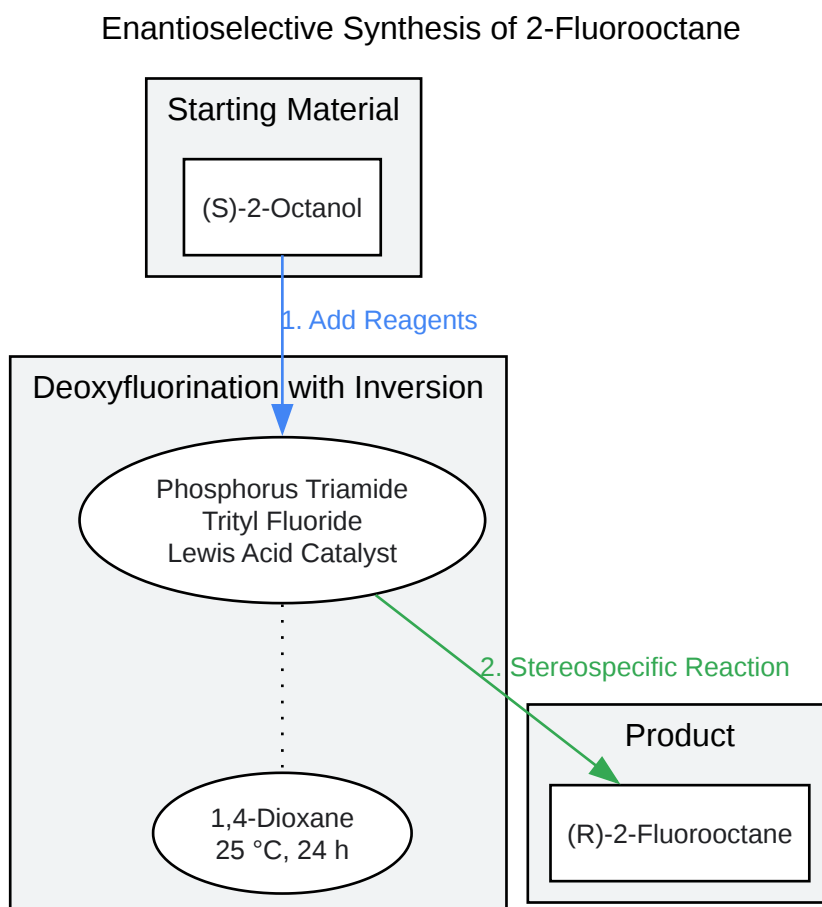 Enantioselective Synthesis of 2-Fluorooctane
Starting Material
(S)-2-Octanol
1. Add Reagents
Deoxyfluorination with Inversion
Phosphorus Triamide
Trityl Fluoride
Lewis Acid Catalyst
2. Stereospecific Reaction
Product
(R)-2-Fluorooctane
1,4-Dioxane
25 °C, 24 h